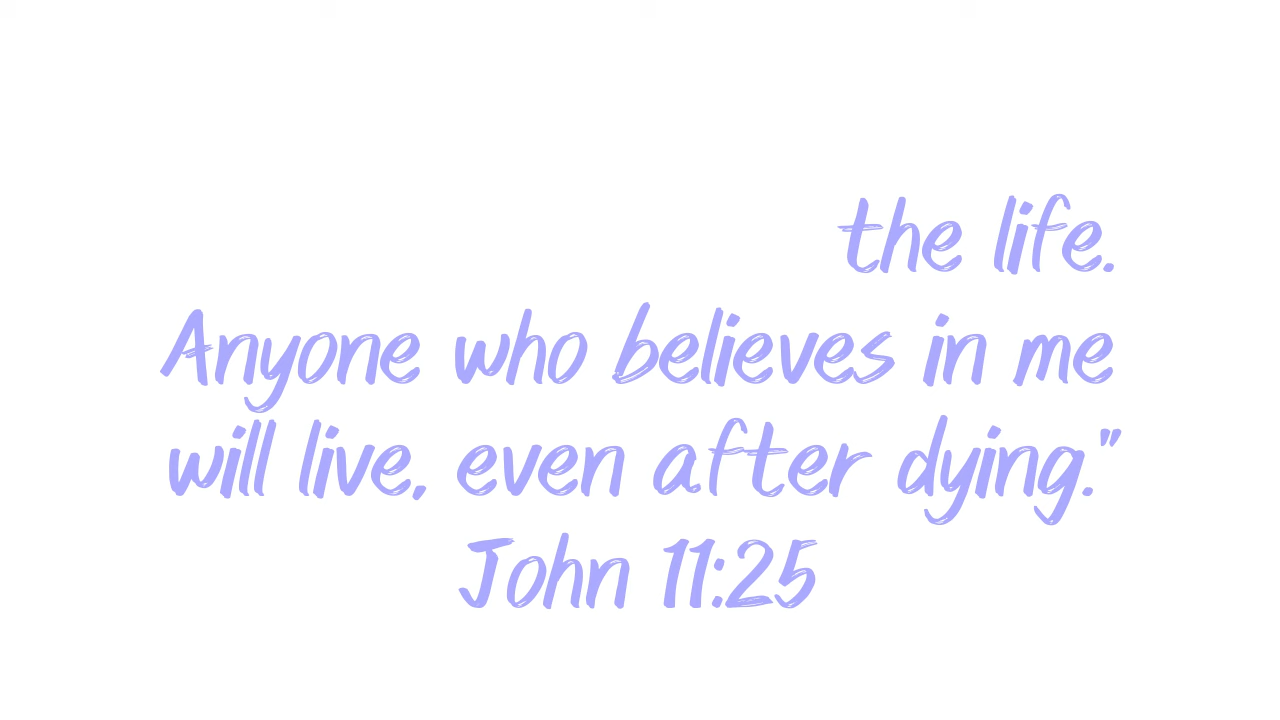 the life.
Anyone who believes in me
will live, even after dying."
John 11:25